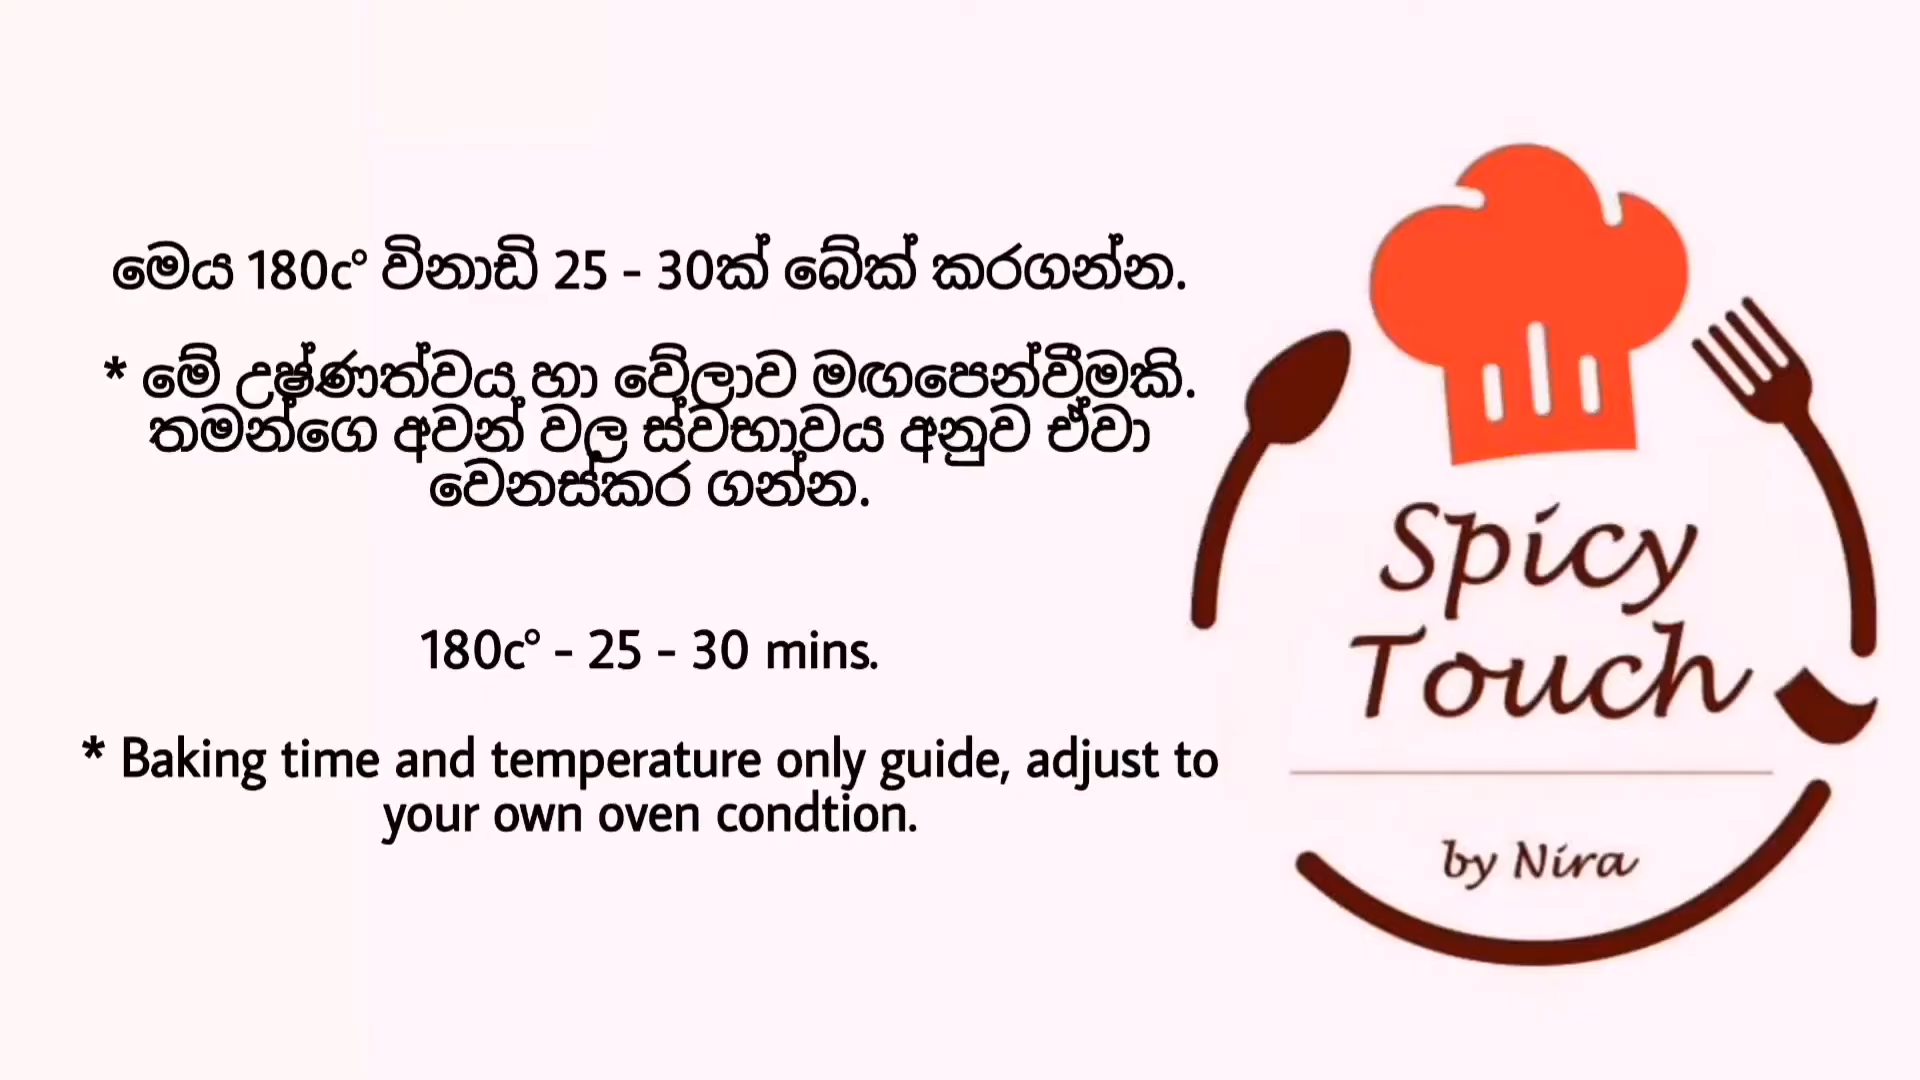 මෙය 180c° විනාඩි 25 - 30ක් බේක් කරගන්න.
* මේ උෂ්ණත්වය හා වේලාව මඟපෙන්වීමකි.
තමන්ගෙ අවන් වල ස්වභාවය අනුව ඒවා
වෙනස්කර ගන්න.
180c° - 25 - 30 mins.
* Baking time and temperature only guide, adjust to
your own oven condtion.
Spicy
Touch
by Nira